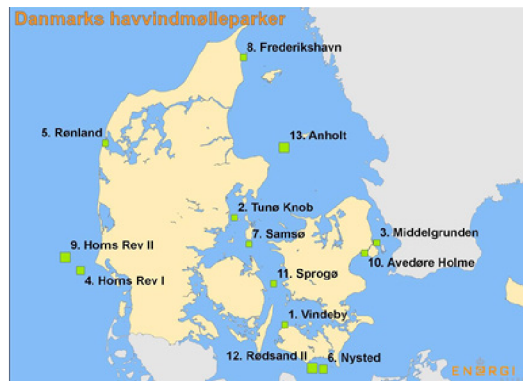 Danmarks havvindmølleparker
8. Frederikshavn
13. Anholt
5. Rønland
2. Tunø Knob
3. Middelgrunden
7. Samsø
9. Horns Rev II
10. Avedøre Holme
4. Horns Rev I
11. Sprogø
1. Vindeby
12. Rødsand II
6. Nysted
ENERGI